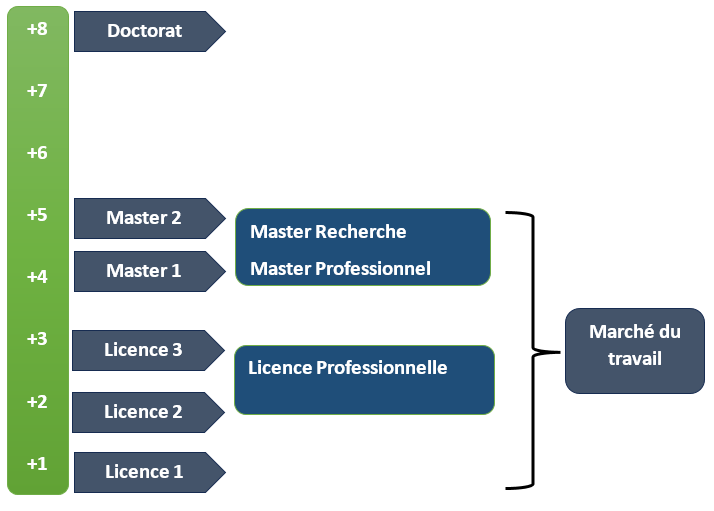 +8
Doctorat
+7
+6
+5
Master 2
Master Recherche
Master Professionnel
Master 1
+4
+3
Licence 3
Licence Professionnelle
Marché du
travail
+2
Licence 2
+1
Licence 1